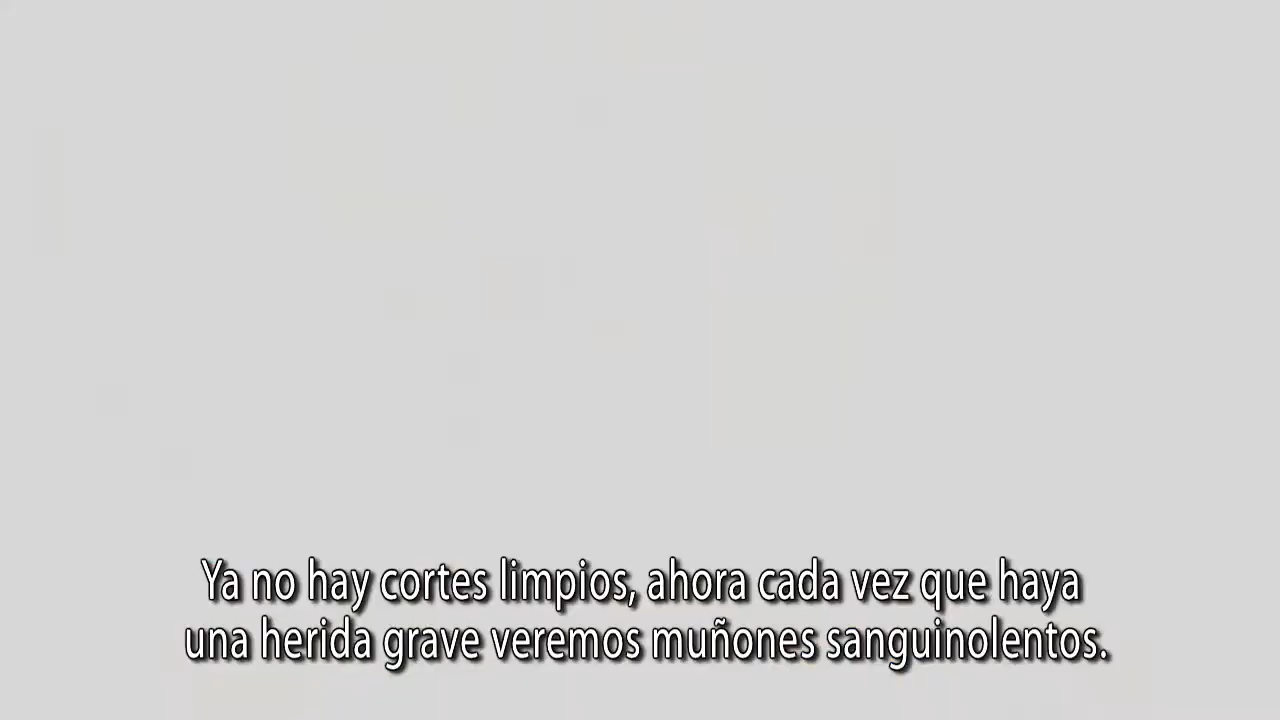 Ya no hay cortes limpios, ahora cada vez que haya
una herida grave veremos muñones sanguinolentos.